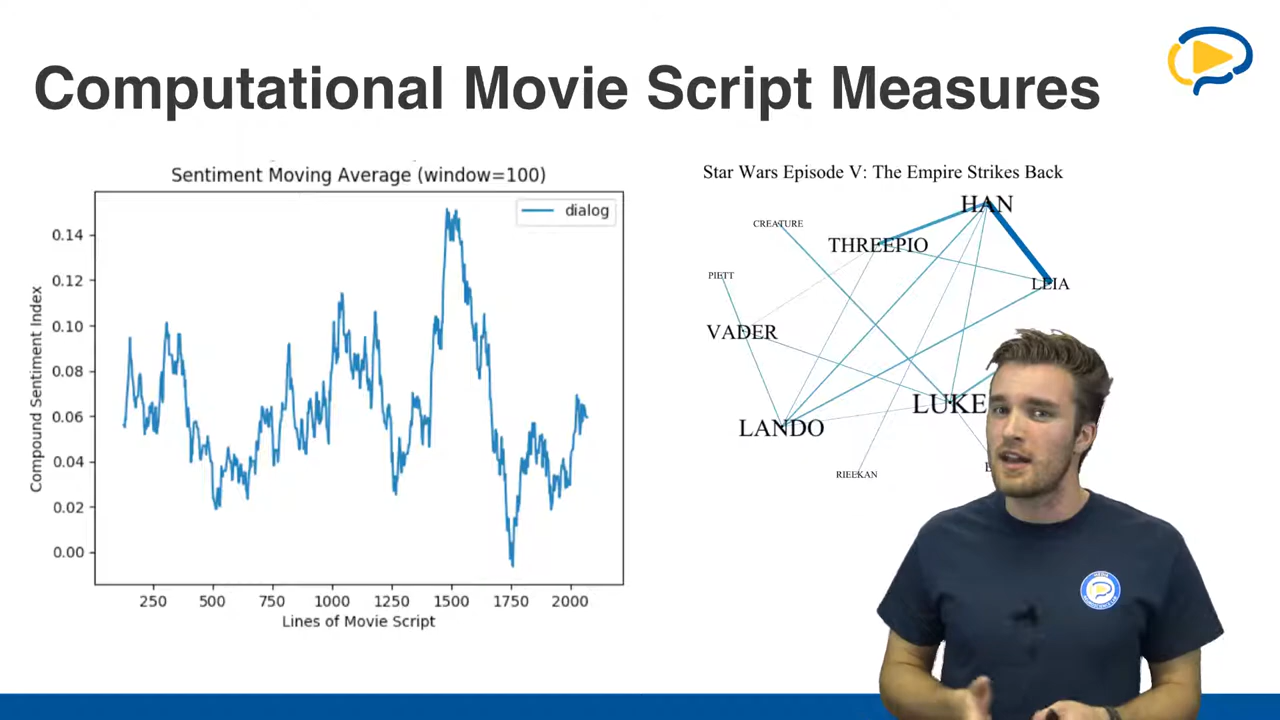 Computational Movie Script Measures
Sentiment Moving Average (window=100)
dialog
0.14
0.12
0.10
0.08
0.06
0.04
0.02
0.00
Compound Sentiment Index
250 500 750 1000 1250 1500 1750 2000
Lines of Movie Script
Star Wars Episode V: The Empire Strikes Back
HAN
CREATURE
THREEPIO
PIETT
LEIA
VADER
LUKE
LANDO
RIEEKAN